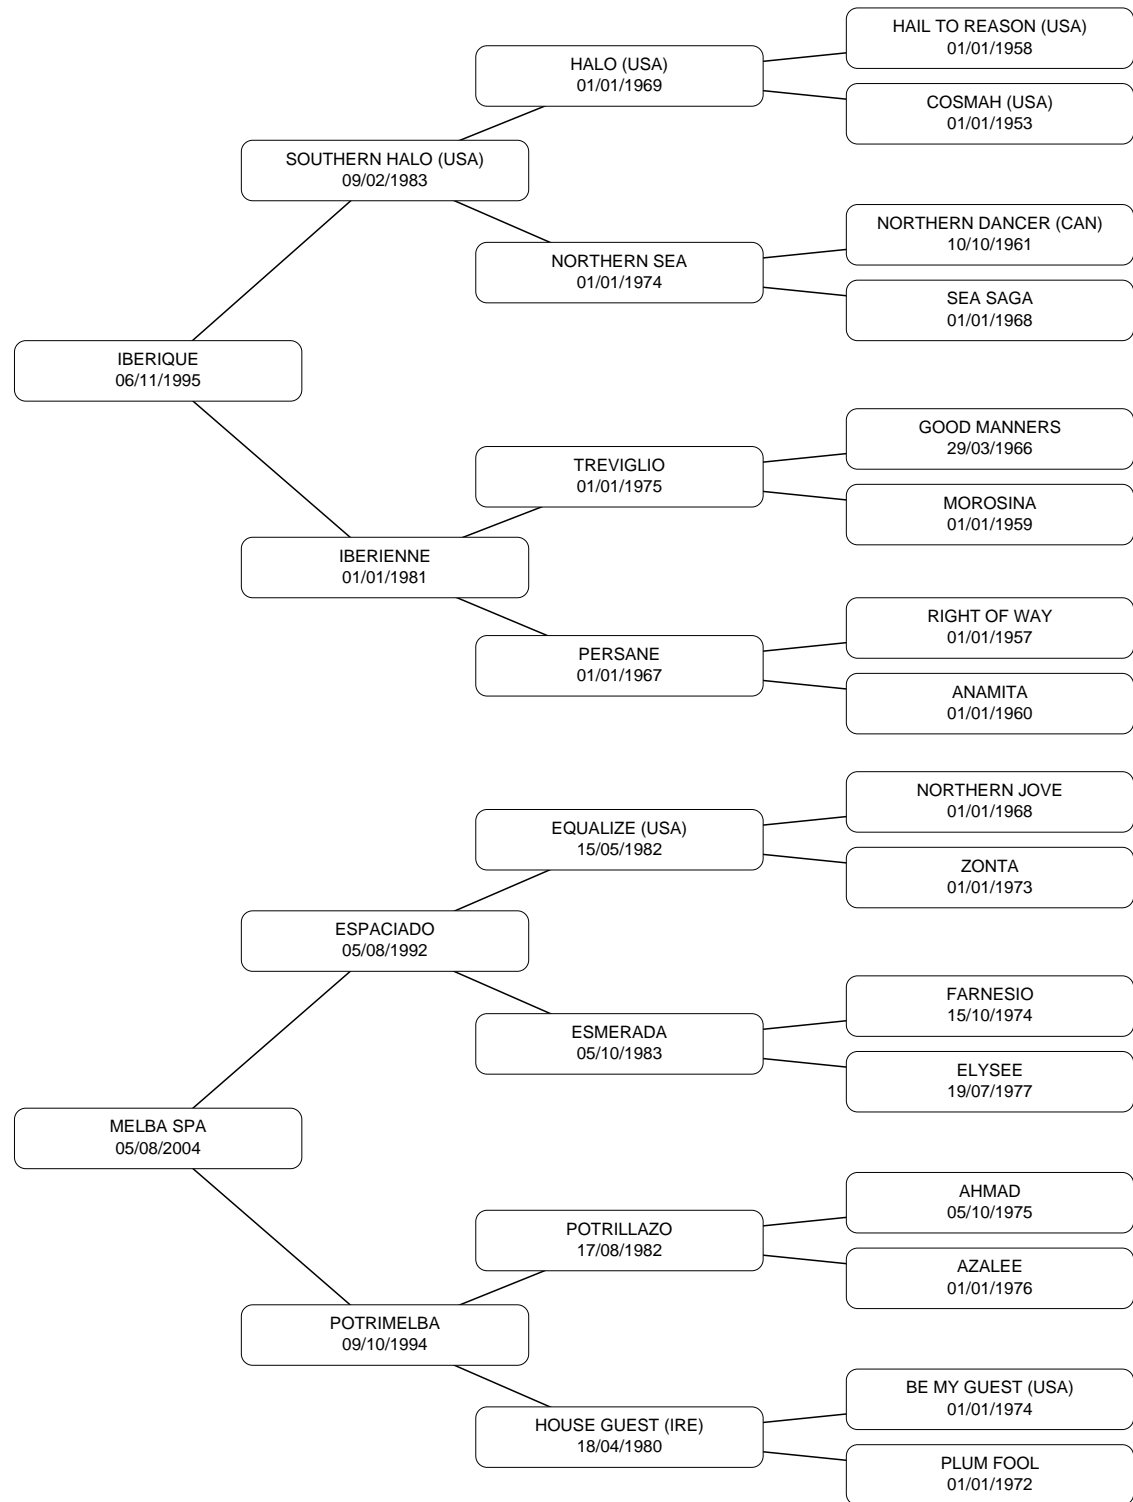 HAIL TO REASON (USA)
01/01/1958
HALO (USA)
01/01/1969
COSMAH (USA)
01/01/1953
SOUTHERN HALO (USA)
09/02/1983
NORTHERN DANCER (CAN)
10/10/1961
NORTHERN SEA
01/01/1974
SEA SAGA
01/01/1968
IBERIQUE
06/11/1995
GOOD MANNERS
29/03/1966
TREVIGLIO
01/01/1975
MOROSINA
01/01/1959
IBERIENNE
01/01/1981
RIGHT OF WAY
01/01/1957
PERSANE
01/01/1967
ANAMITA
01/01/1960
NORTHERN JOVE
01/01/1968
EQUALIZE (USA)
15/05/1982
ZONTA
01/01/1973
ESPACIADO
05/08/1992
FARNESIO
15/10/1974
ESMERADA
05/10/1983
ELYSEE
19/07/1977
MELBA SPA
05/08/2004
AHMAD
05/10/1975
POTRILLAZO
17/08/1982
AZALEE
01/01/1976
POTRIMELBA
09/10/1994
BE MY GUEST (USA)
01/01/1974
HOUSE GUEST (IRE)
18/04/1980
PLUM FOOL
01/01/1972